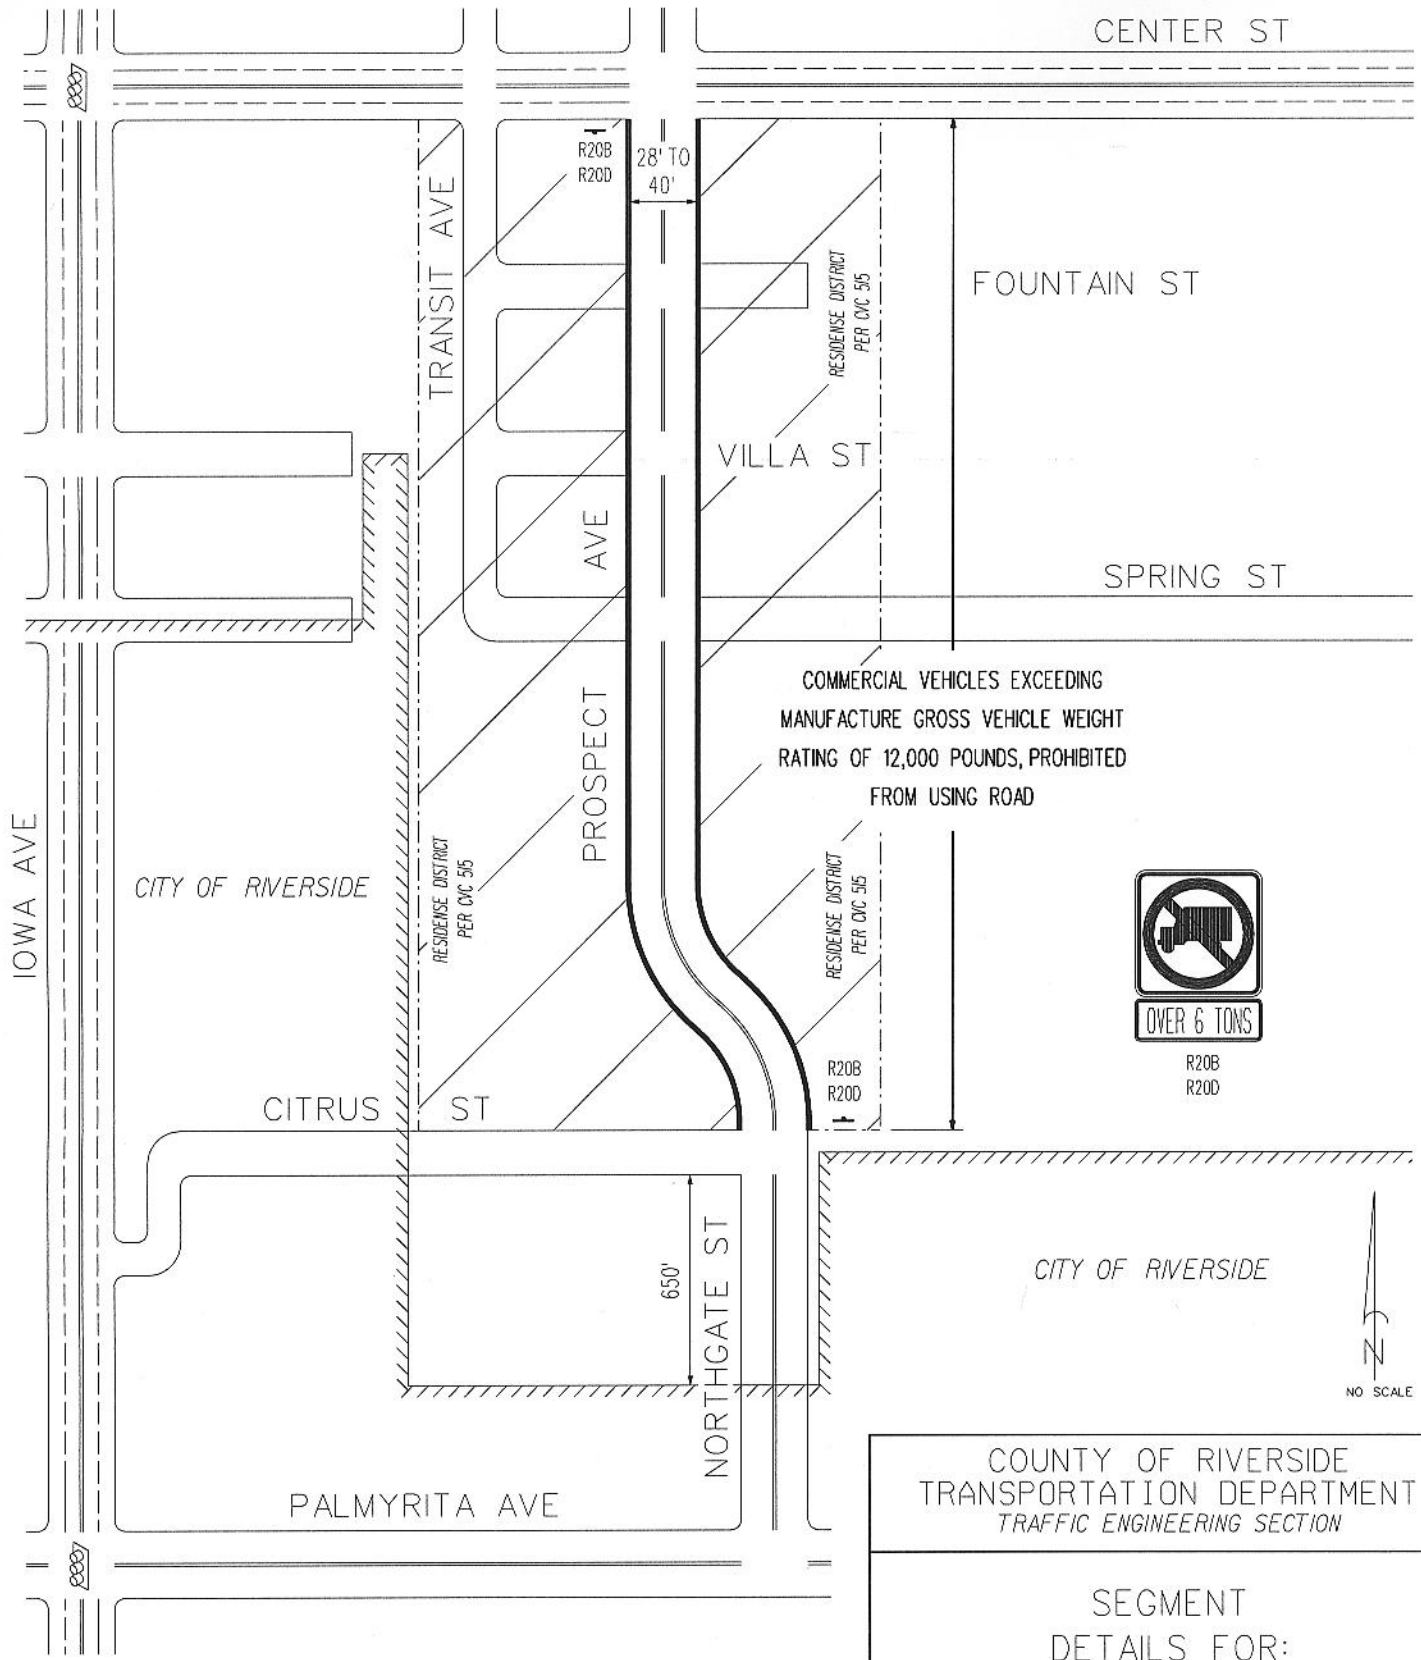 CENTER ST
R20B
R20D
28' TO
40'
TRANSIT AVE
RESIDENSE DISTRICT
PER CVC 515
FOUNTAIN ST
VILLA ST
PROSPECT AVE
SPRING ST
COMMERCIAL VEHICLES EXCEEDING
MANUFACTURE GROSS VEHICLE WEIGHT
RATING OF 12,000 POUNDS, PROHIBITED
FROM USING ROAD
IOWA AVE
CITY OF RIVERSIDE
RESIDENSE DISTRICT
PER CVC 515
RESIDENSE DISTRICT
PER CVC 515
OVER 6 TONS
R20B
R20D
R20B
R20D
CITRUS ST
650'
NORTHGATE ST
CITY OF RIVERSIDE
N
NO SCALE
PALMYRITA AVE
COUNTY OF RIVERSIDE
TRANSPORTATION DEPARTMENT
TRAFFIC ENGINEERING SECTION
SEGMENT
DETAILS FOR: